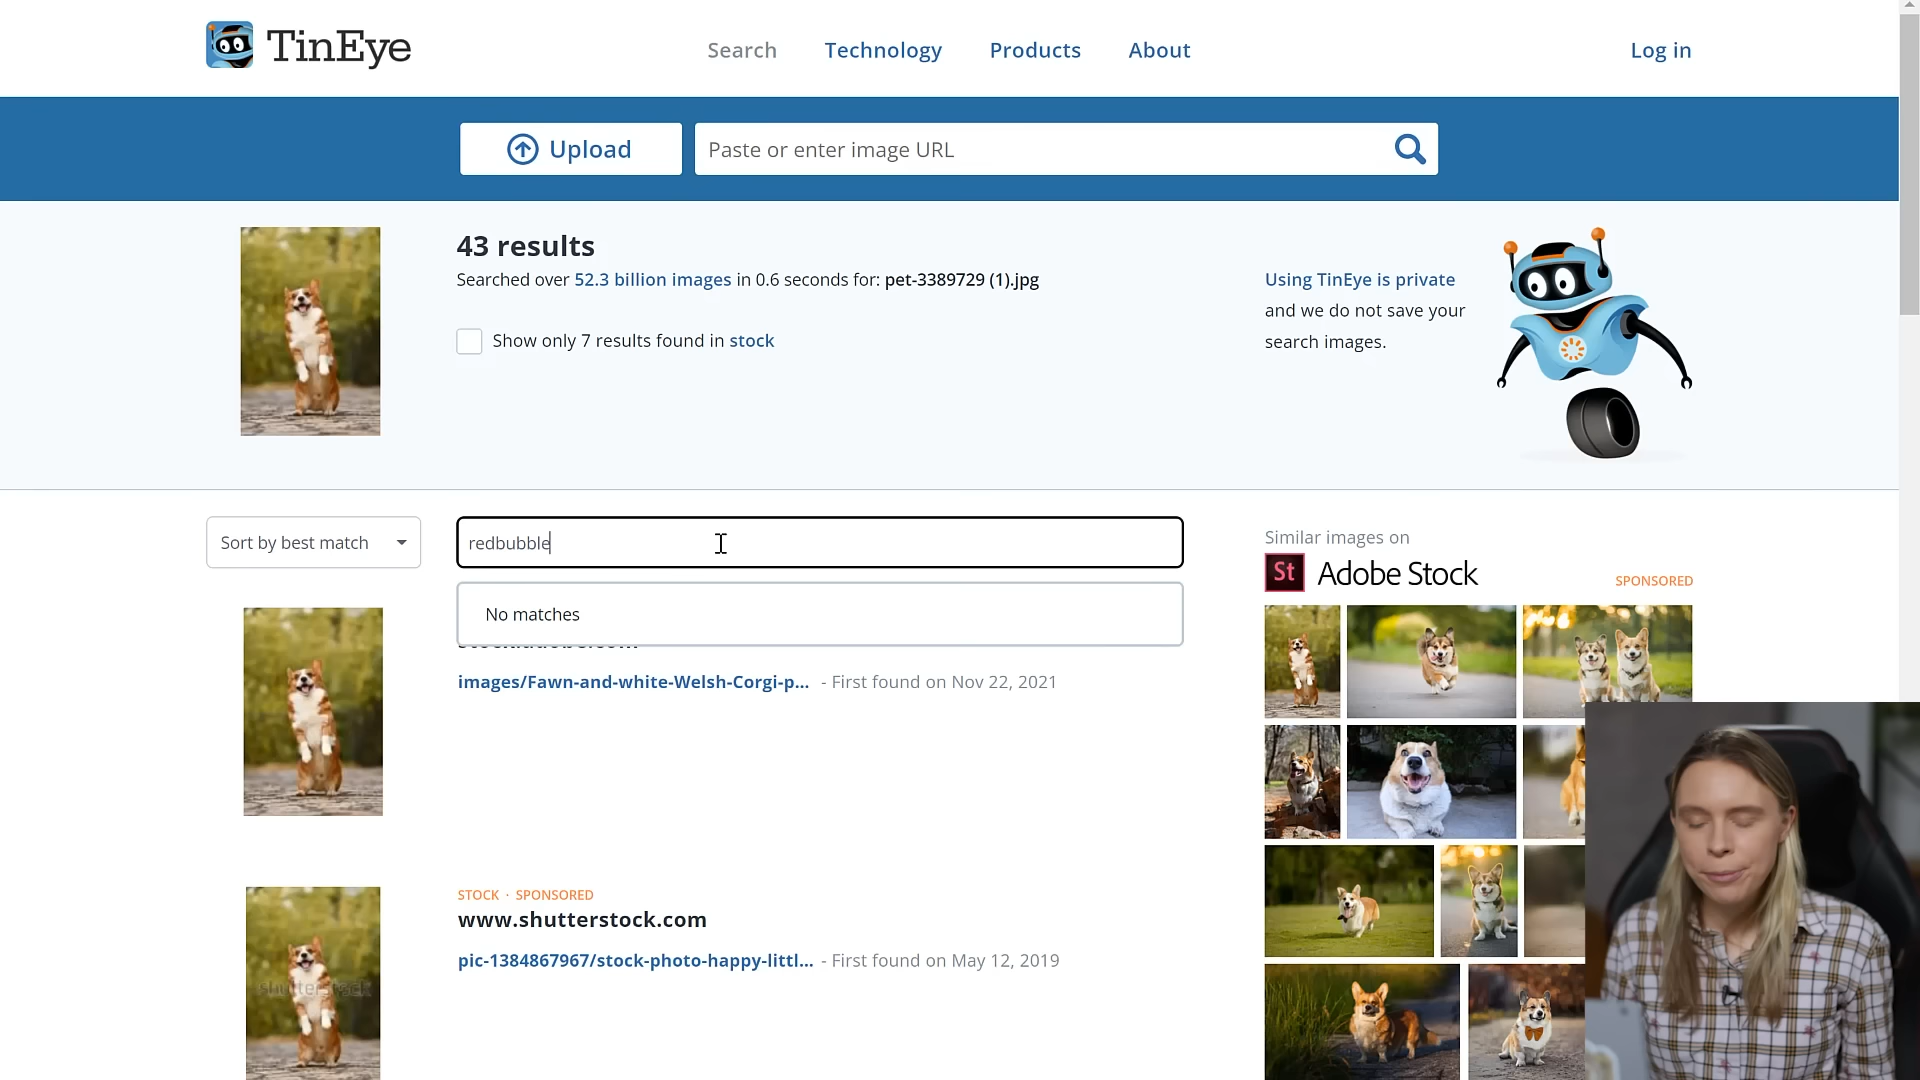 TinEye
Search
Technology
Products
About
Log in
Upload
Paste or enter image URL
43 results
Searched over 52.3 billion images in 0.6 seconds for: pet-3389729 (1).jpg
Show only 7 results found in stock
Using TinEye is private
and we do not save your
search images.
Sort by best match
redbubble
No matches
images/Fawn-and-white-Welsh-Corgi-p... - First found on Nov 22, 2021
STOCK · SPONSORED
www.shutterstock.com
pic-1384867967/stock-photo-happy-littl... - First found on May 12, 2019
shutterstock
Similar images on
St Adobe Stock
SPONSORED